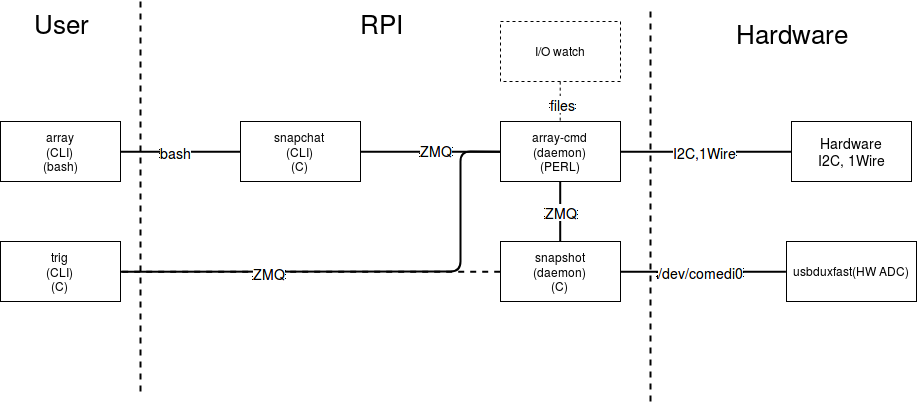 User
RPI
Hardware
I/O watch
files
array
(CLI)
(bash)
bash
snapchat
(CLI)
(C)
ZMQ
array-cmd
(daemon)
(PERL)
I2C,1Wire
Hardware
I2C, 1Wire
ZMQ
trig
(CLI)
(C)
ZMQ
snapshot
(daemon)
(C)
/dev/comedi0
usbduxfast(HW ADC)